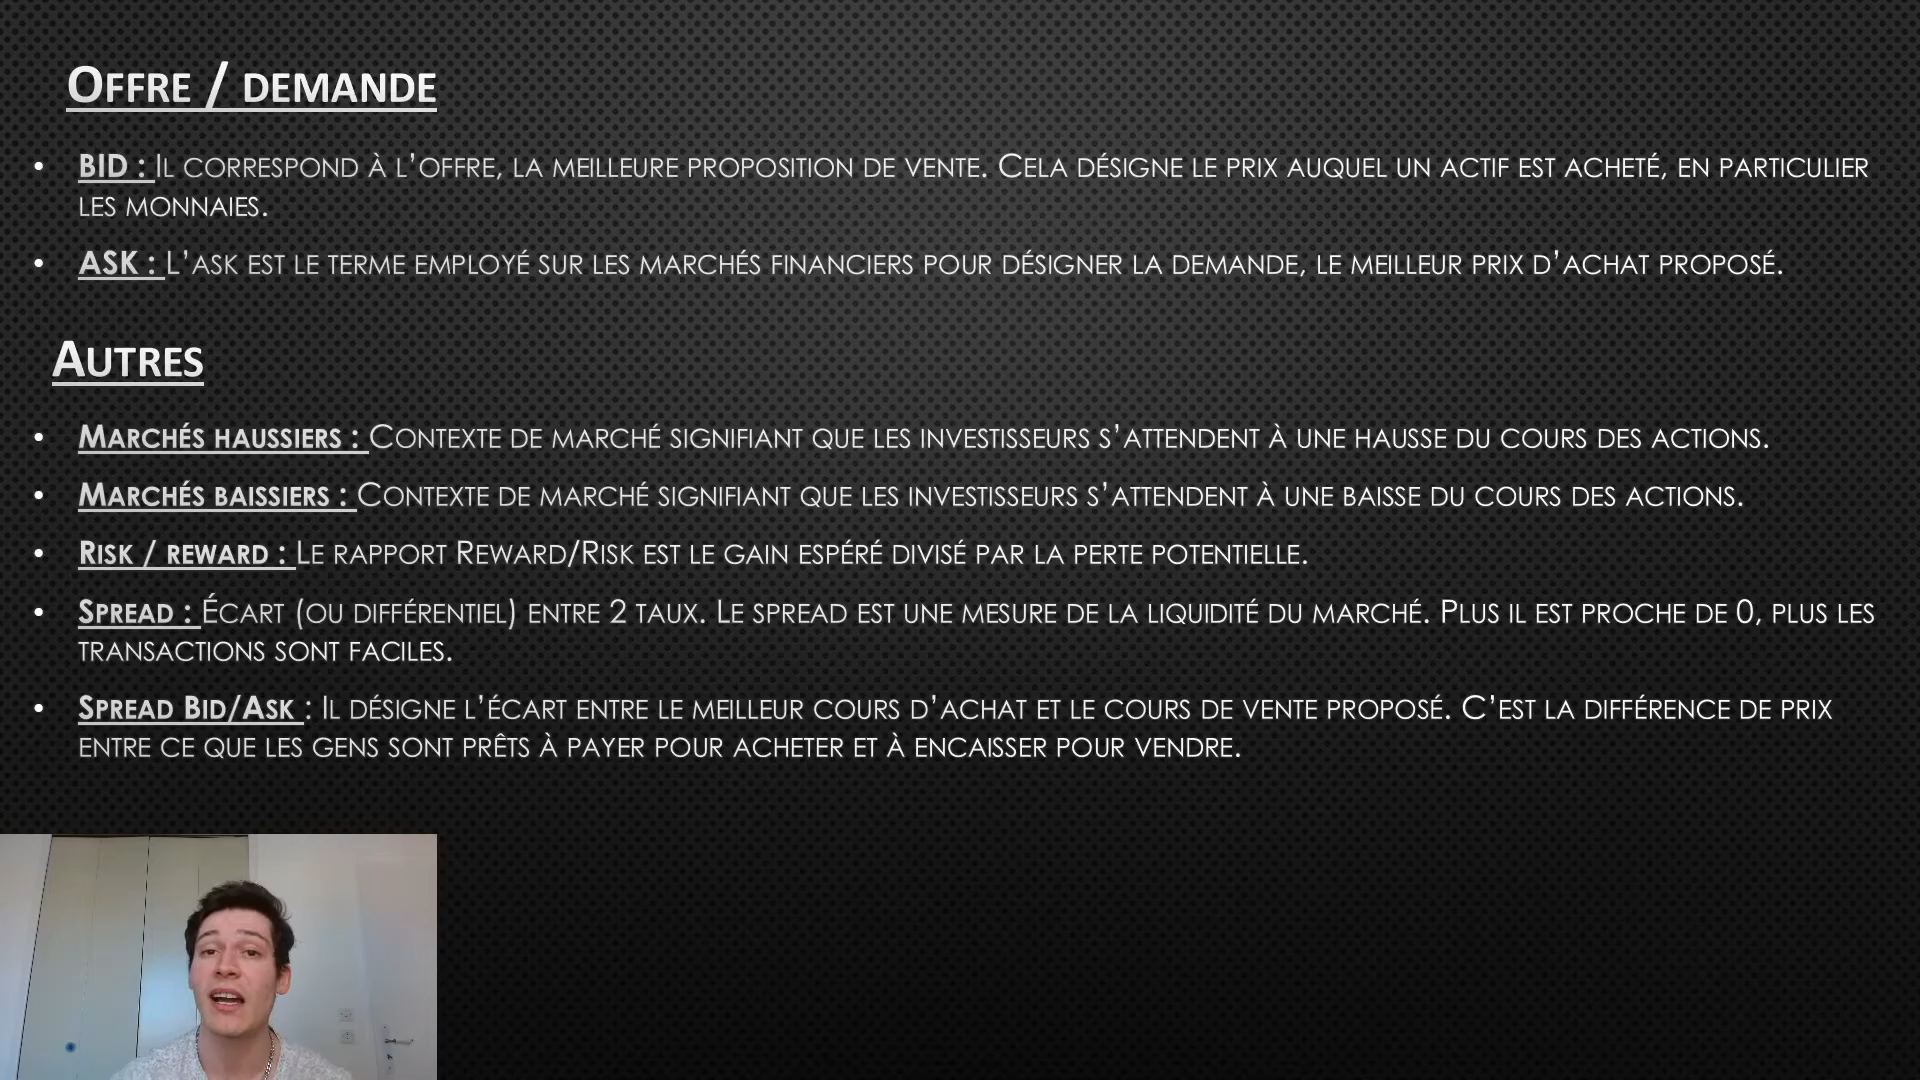 Offre / demande
• BID : Il correspond à l’offre, la meilleure proposition de vente. Cela désigne le prix auquel un actif est acheté, en particulier
les monnaies.
• ASK : L’ask est le terme employé sur les marchés financiers pour désigner la demande, le meilleur prix d’achat proposé.
Autres
• Marchés haussiers : Contexte de marché signifiant que les investisseurs s’attendent à une hausse du cours des actions.
• Marchés baissiers : Contexte de marché signifiant que les investisseurs s’attendent à une baisse du cours des actions.
• Risk / reward : Le rapport Reward/Risk est le gain espéré divisé par la perte potentielle.
• Spread : Écart (ou différentiel) entre 2 taux. Le spread est une mesure de la liquidité du marché. Plus il est proche de 0, plus les
transactions sont faciles.
• Spread Bid/Ask : Il désigne l’écart entre le meilleur cours d’achat et le cours de vente proposé. C’est la différence de prix
entre ce que les gens sont prêts à payer pour acheter et à encaisser pour vendre.